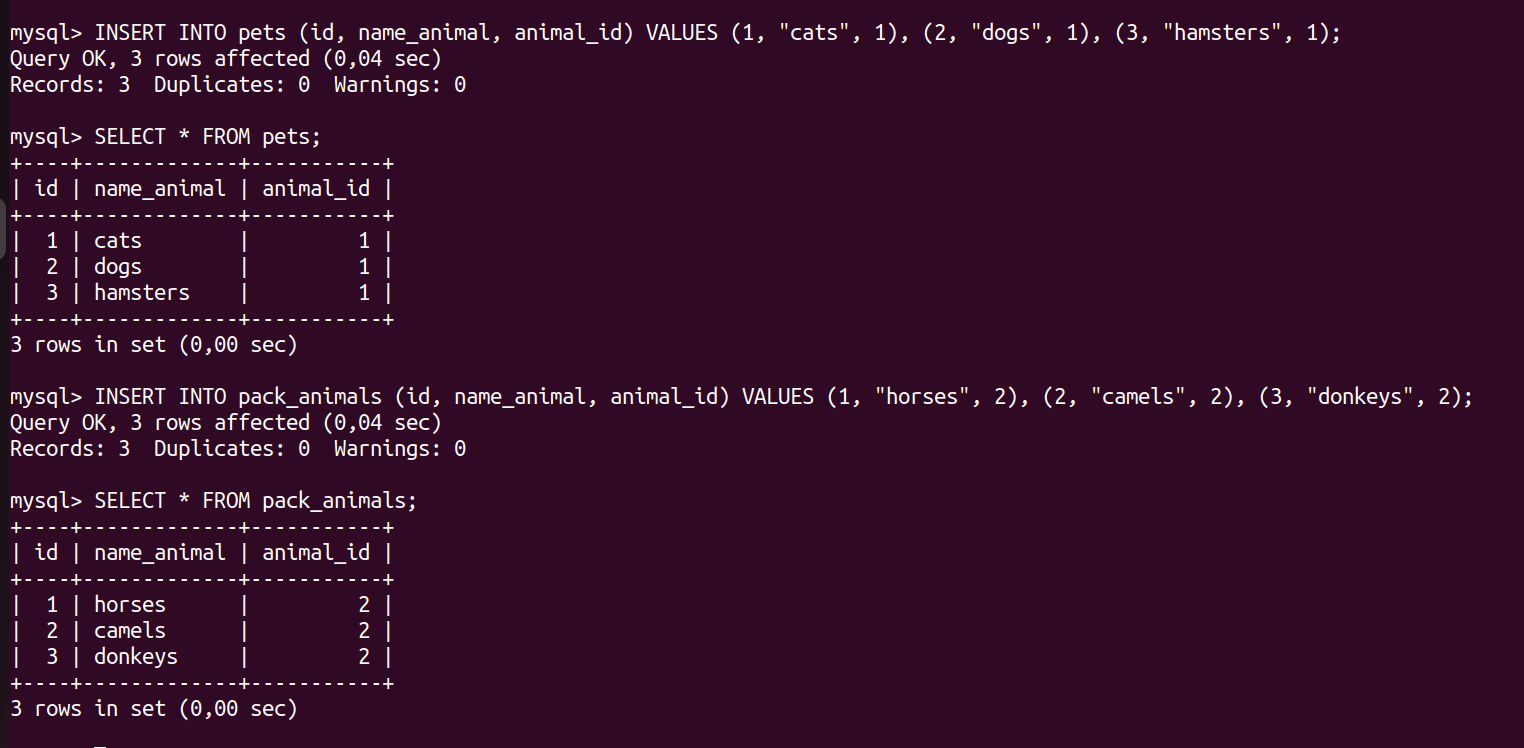 mysql> INSERT INTO pets (id, name_animal, animal_id) VALUES (1, "cats", 1), (2, "dogs", 1), (3, "hamsters", 1);
Query OK, 3 rows affected (0,04 sec)
Records: 3  Duplicates: 0  Warnings: 0

mysql> SELECT * FROM pets;
+----+-------------+-----------+
| id | name_animal | animal_id |
+----+-------------+-----------+
|  1 | cats        |         1 |
|  2 | dogs        |         1 |
|  3 | hamsters    |         1 |
+----+-------------+-----------+
3 rows in set (0,00 sec)

mysql> INSERT INTO pack_animals (id, name_animal, animal_id) VALUES (1, "horses", 2), (2, "camels", 2), (3, "donkeys", 2);
Query OK, 3 rows affected (0,04 sec)
Records: 3  Duplicates: 0  Warnings: 0

mysql> SELECT * FROM pack_animals;
+----+-------------+-----------+
| id | name_animal | animal_id |
+----+-------------+-----------+
|  1 | horses      |         2 |
|  2 | camels      |         2 |
|  3 | donkeys     |         2 |
+----+-------------+-----------+
3 rows in set (0,00 sec)